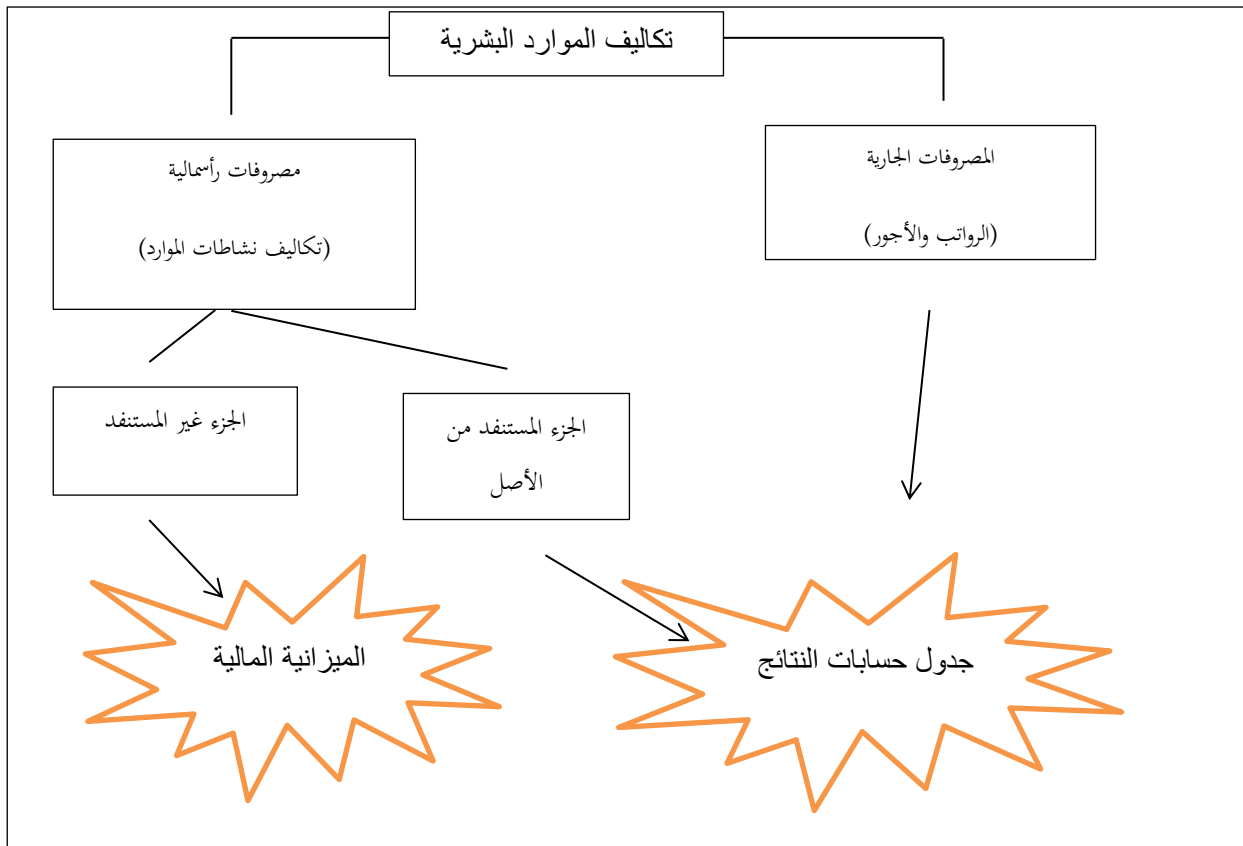 تكاليف الموارد البشرية
المصروفات الجارية
(الرواتب والأجور)
مصروفات رأسمالية
(تكاليف نشاطات الموارد)
الجزء المستنفد من
الأصل
الجزء غير المستنفد
جدول حسابات النتائج
الميزانية المالية